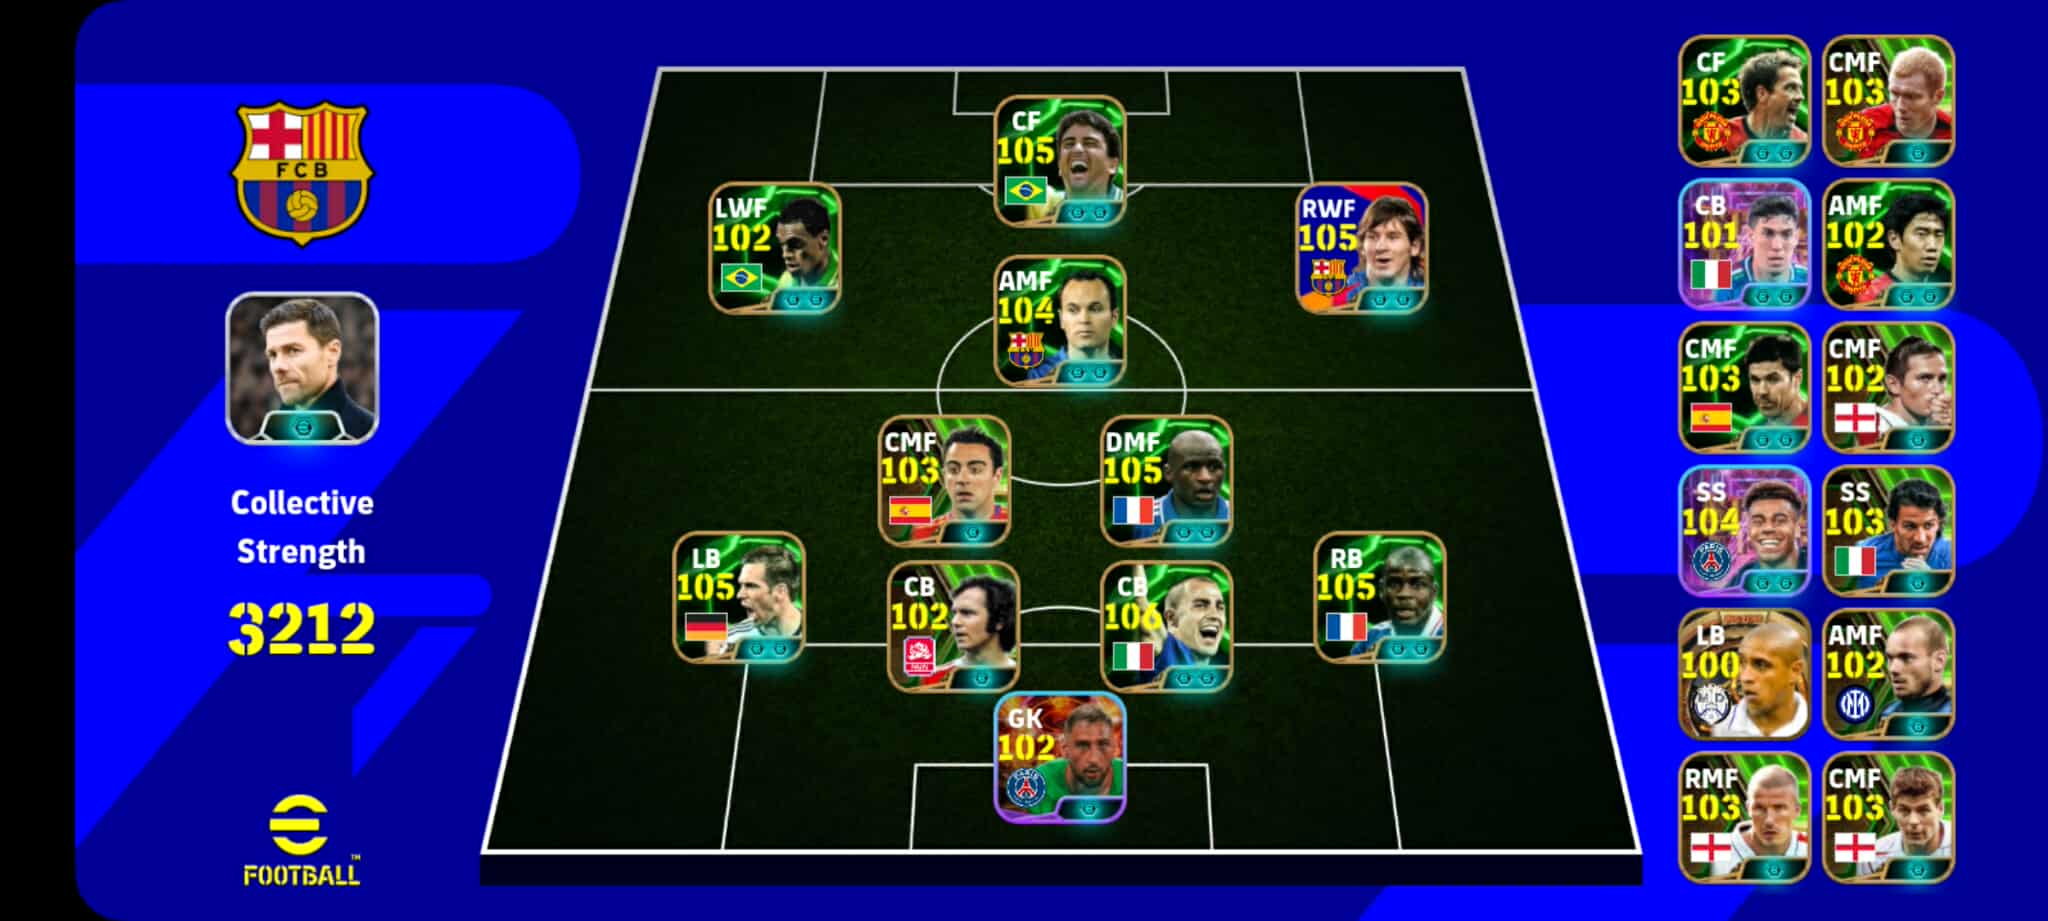 FCB
Collective
Strength
3212
FOOTBALL™
CF
105
LWF
102
RWF
105
AMF
104
CMF
103
DMF
105
LB
105
CB
102
CB
106
RB
105
GK
102
CF
103
CMF
103
CB
101
AMF
102
CMF
103
CMF
102
SS
104
SS
103
LB
100
AMF
102
RMF
103
CMF
103